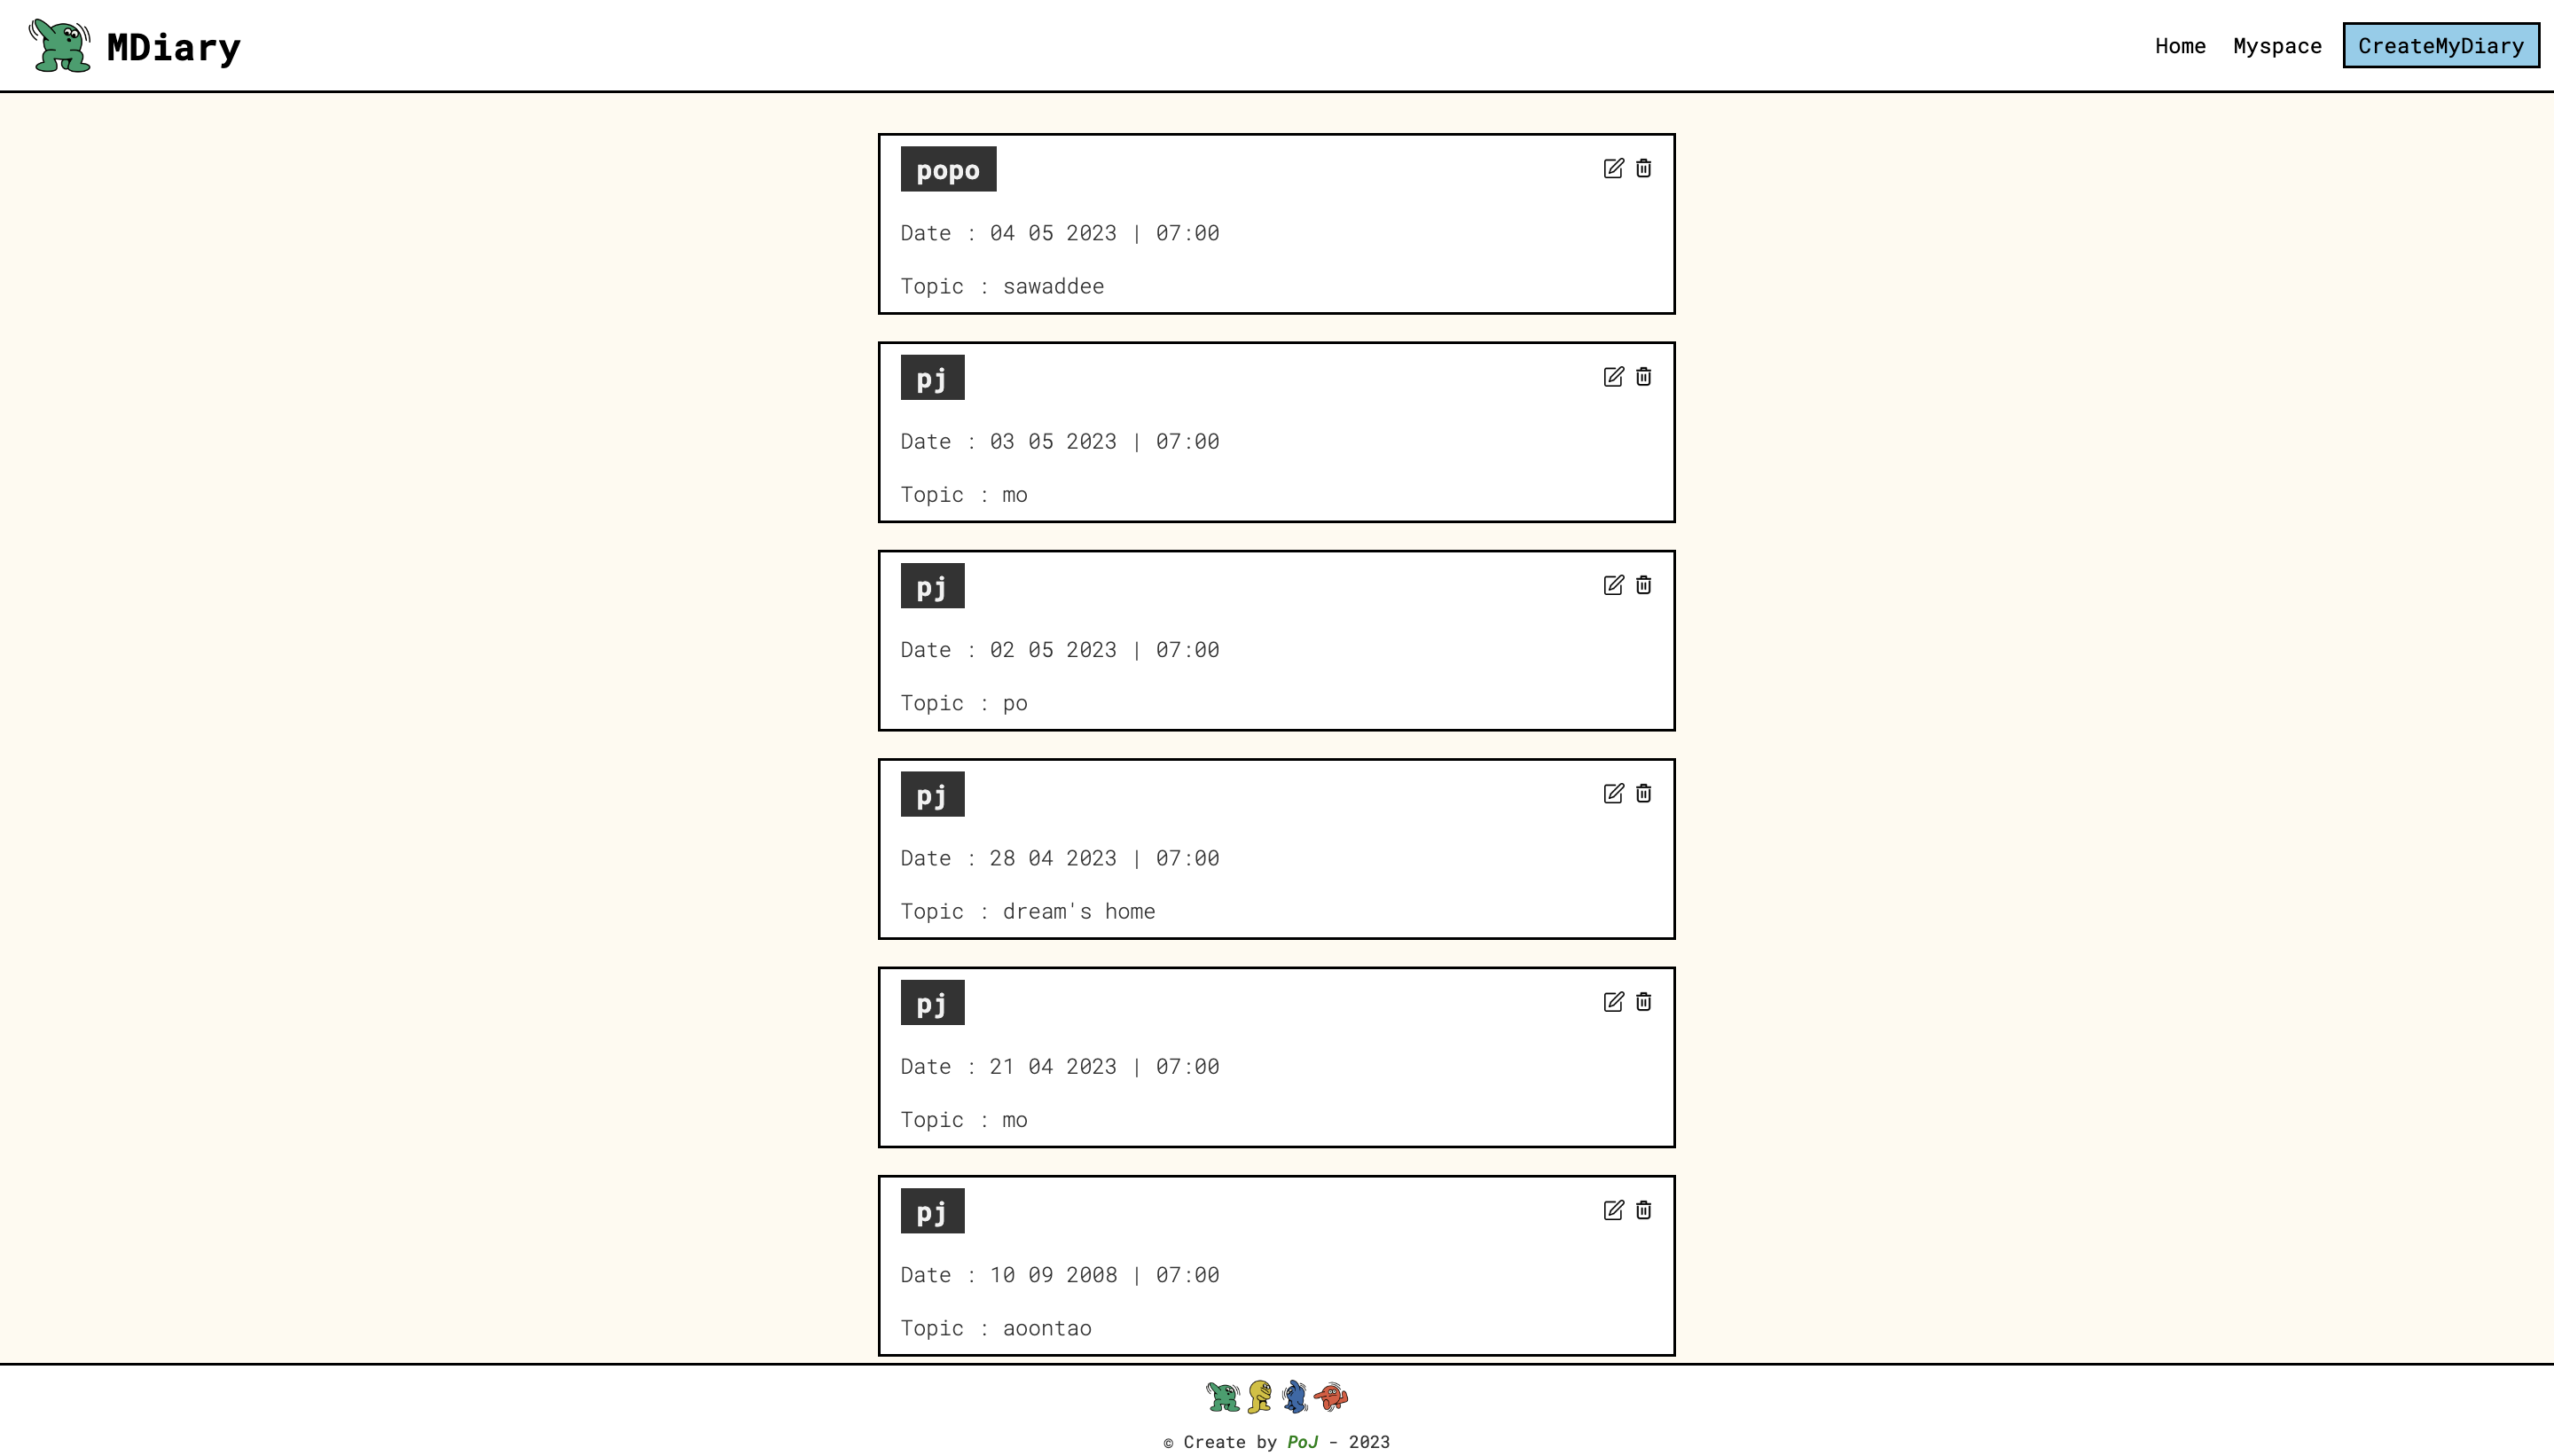 MDiary
Home Myspace CreateMyDiary
popo
Date : 04 05 2023 | 07:00
Topic : sawaddee
pj
Date : 03 05 2023 | 07:00
Topic : mo
pj
Date : 02 05 2023 | 07:00
Topic : po
pj
Date : 28 04 2023 | 07:00
Topic : dream's home
pj
Date : 21 04 2023 | 07:00
Topic : mo
pj
Date : 10 09 2008 | 07:00
Topic : aoontao
© Create by PoJ - 2023